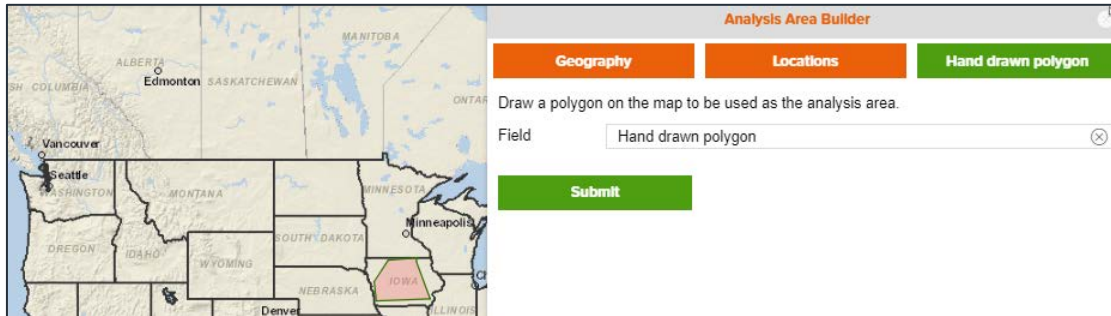 Analysis Area Builder
Geography
Locations
Hand drawn polygon
Draw a polygon on the map to be used as the analysis area.
Field
Hand drawn polygon
Submit
MANITOBA
ALBERTA
Edmonton
SASKATCHEWAN
SH COLUMBIA
ONTAR
Vancouver
Seattle
WASHINGTON
MONTANA
MINNESOTA
Minneapolis
OREGON
IDAHO
SOUTH DAKOTA
WYOMING
IOWA
NEBRASKA
Denver
ILLINOIS